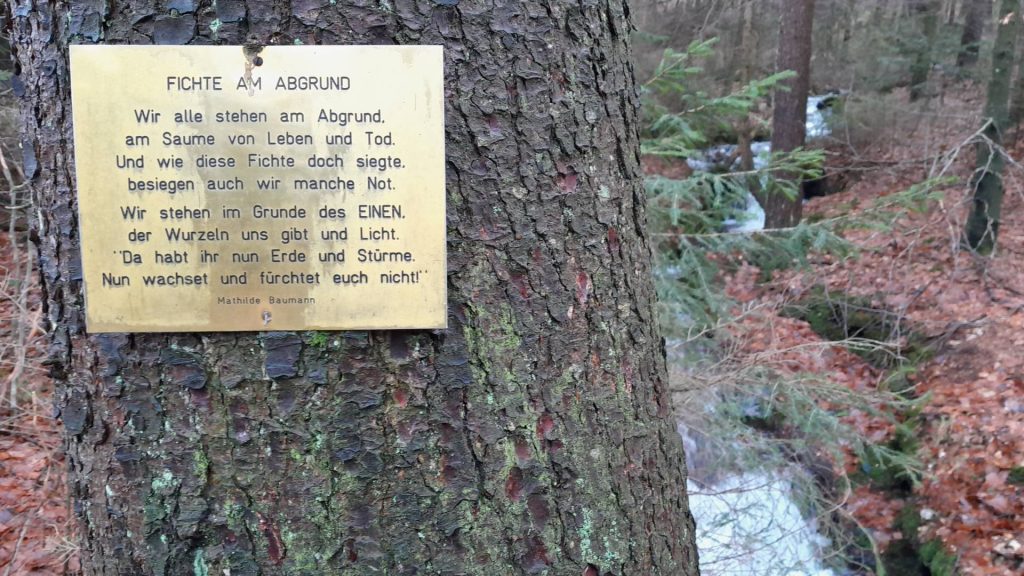 FICHTE AM ABGRUND
Wir alle stehen am Abgrund,
am Saume von Leben und Tod.
Und wie diese Fichte doch siegte,
besiegen auch wir manche Not.
Wir stehen im Grunde des EINEN,
der Wurzeln uns gibt und Licht.
"Da habt ihr nun Erde und Stürme.
Nun wachset und fürchtet euch nicht!"
Mathilde Baumann